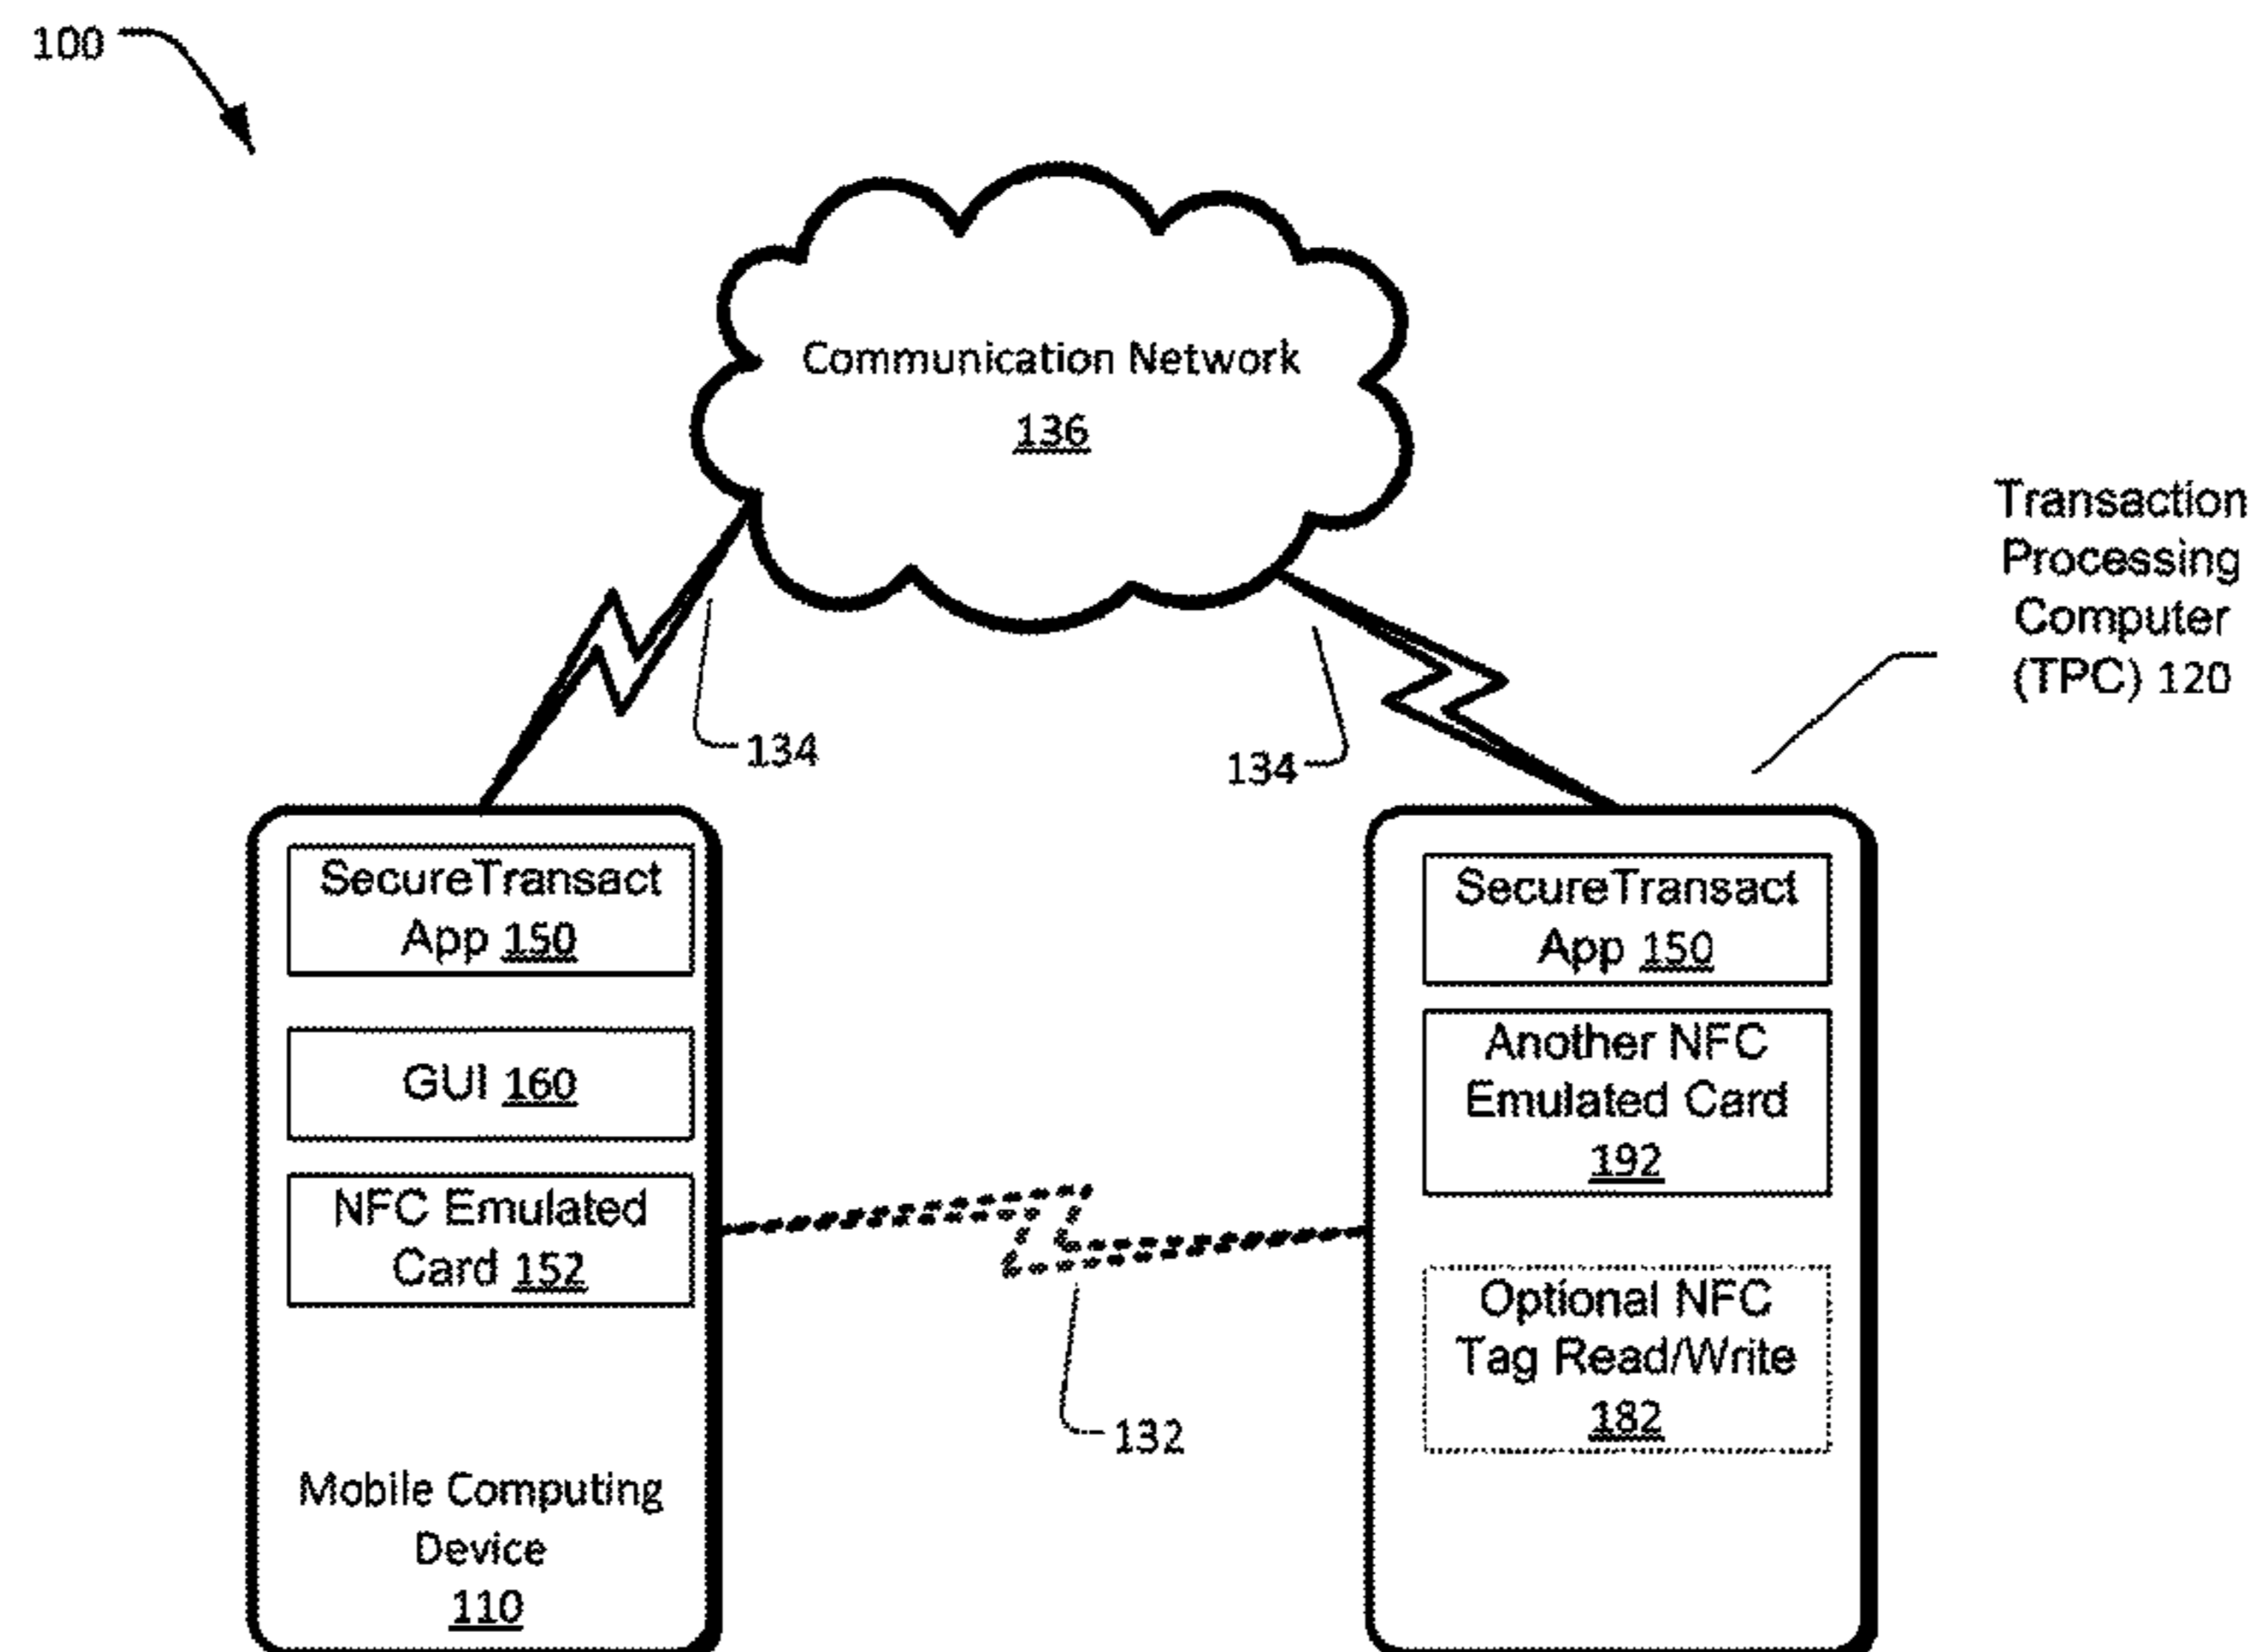 100
Communication Network
136
Transaction
Processing
Computer
(TPC) 120
134
134
SecureTransact
App 150
GUI 160
NFC Emulated
Card 152
Mobile Computing
Device
110
132
SecureTransact
App 150
Another NFC
Emulated Card
192
Optional NFC
Tag Read/Write
182